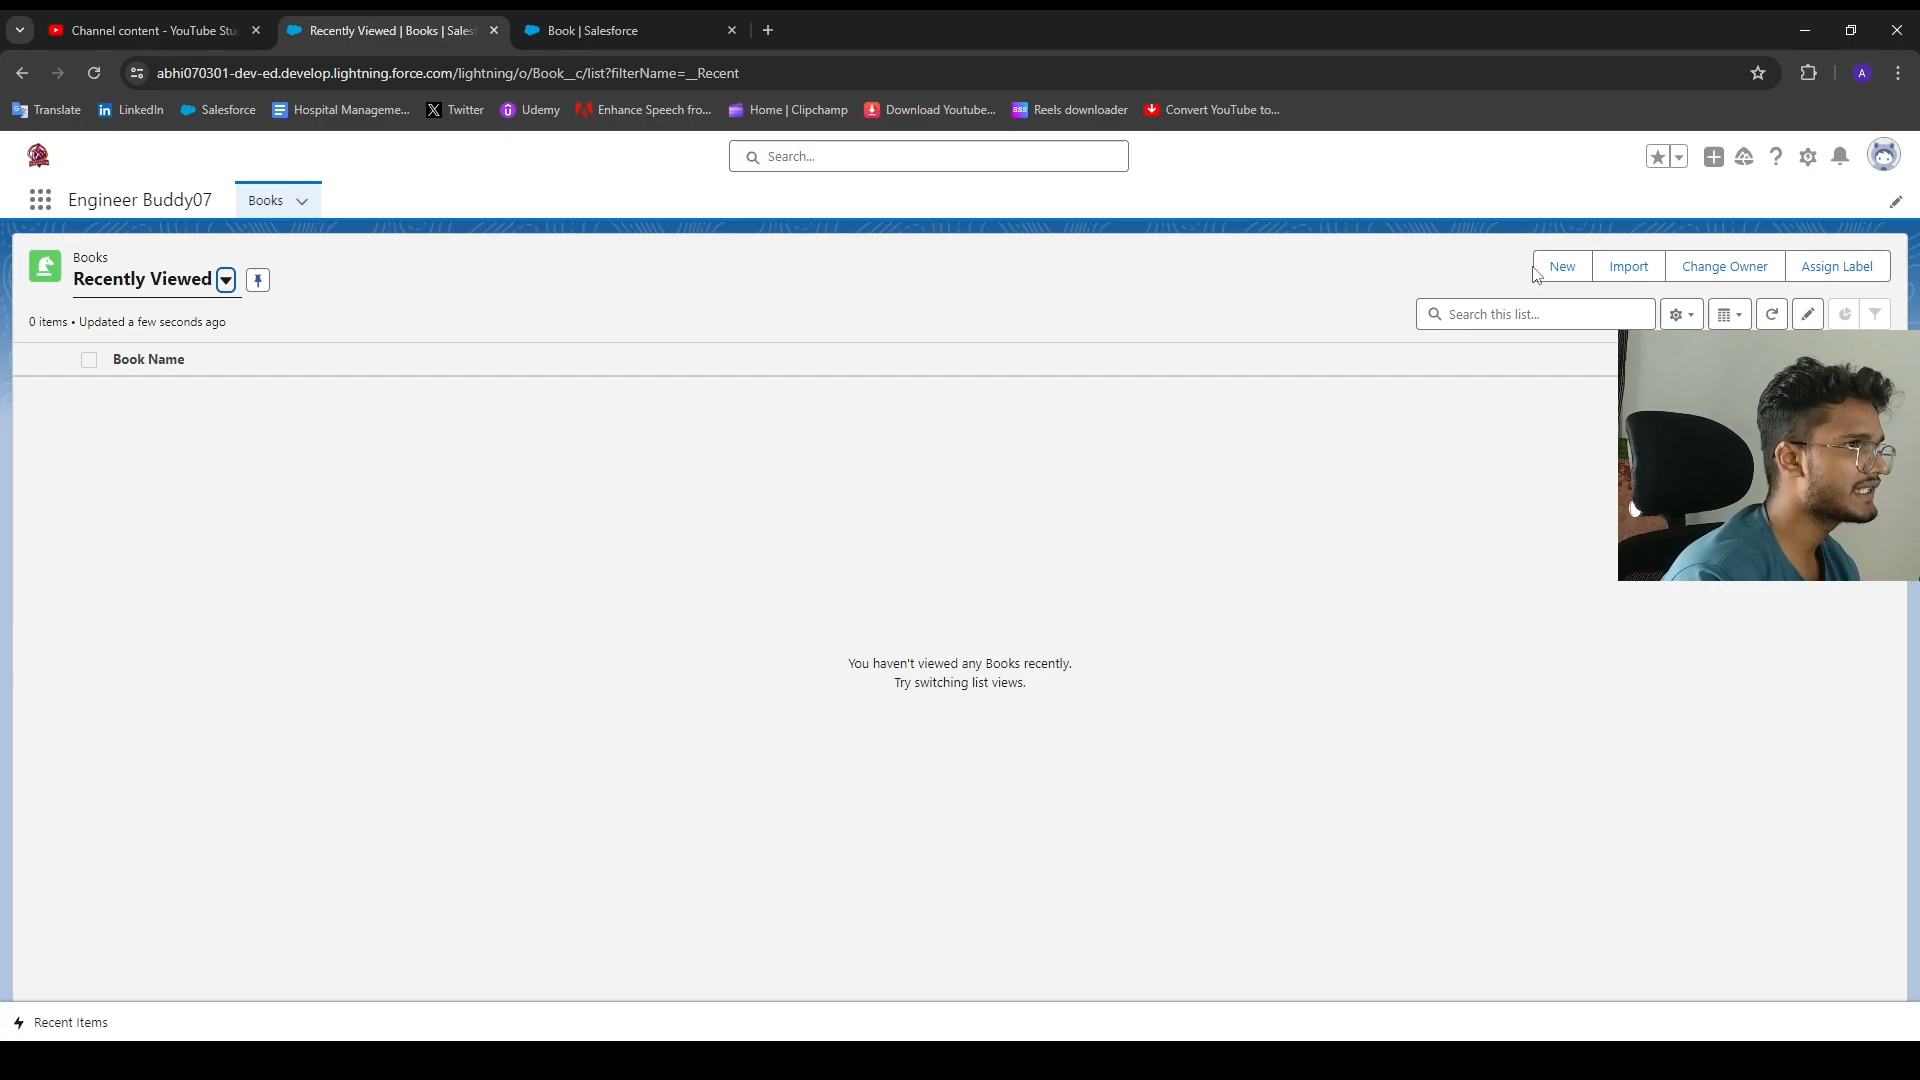 Channel content - YouTube Stu
Recently Viewed | Books | Sales
Book | Salesforce
abhi070301-dev-ed.develop.lightning.force.com/lightning/o/Book__c/list?filterName=__Recent
A
Translate
LinkedIn
Salesforce
Hospital Manageme...
Twitter
Udemy
Enhance Speech fro...
Home | Clipchamp
Download Youtube...
Reels downloader
Convert YouTube to...
Search...
Engineer Buddy07
Books
Books
Recently Viewed
New
Import
Change Owner
Assign Label
0 items • Updated a few seconds ago
Search this list...
Book Name
You haven't viewed any Books recently.
Try switching list views.
Recent Items